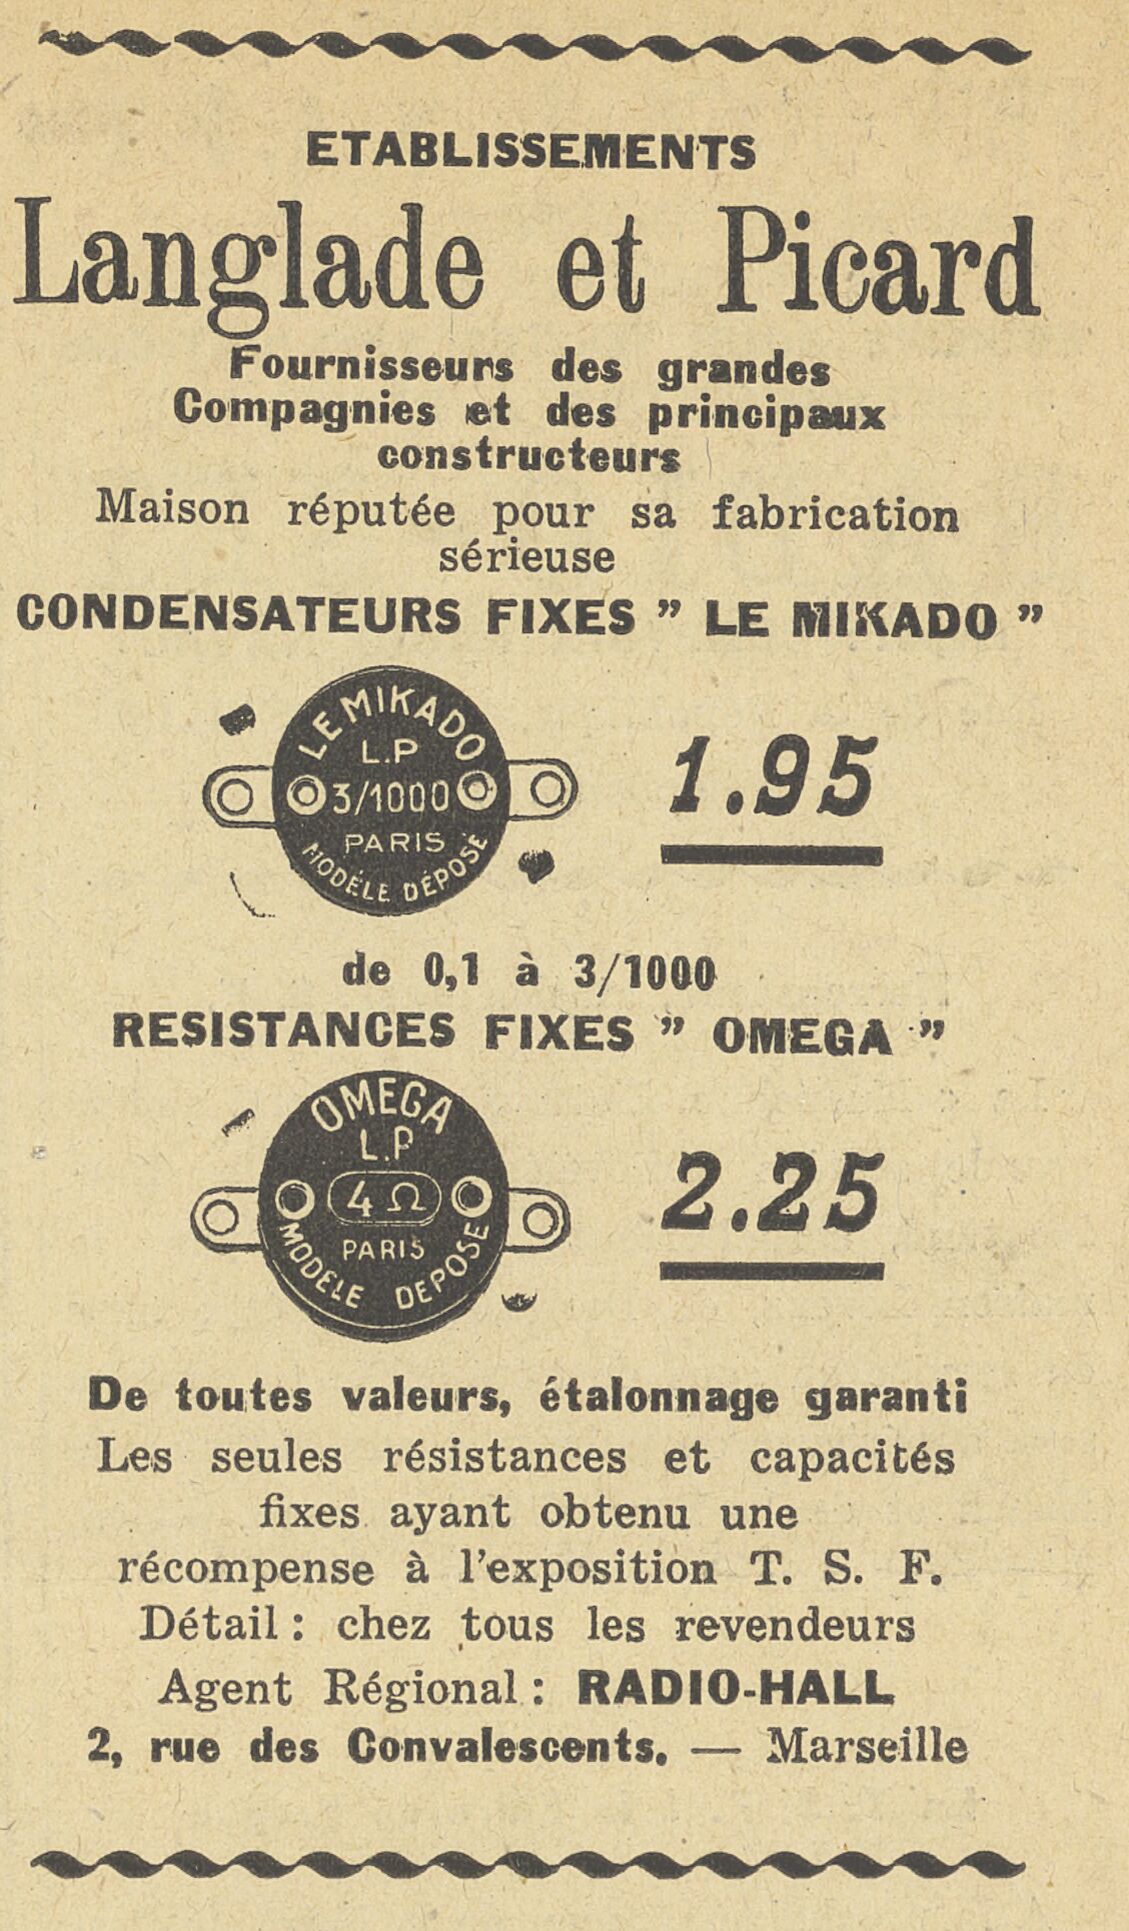 ETABLISSEMENTS
Langlade et Picard
Fournisseurs des grandes
Compagnies et des principaux
constructeurs
Maison réputée pour sa fabrication
sérieuse
CONDENSATEURS FIXES " LE MIKADO "
LE MIKADO
L.P
3/1000
PARIS
MODÉLE DÉPOSÉ
1.95
de 0,1 à 3/1000
RESISTANCES FIXES " OMEGA "
OMEGA
L.P
4 Ω
PARIS
MODELE DEPOSE
2.25
De toutes valeurs, étalonnage garanti
Les seules résistances et capacités
fixes ayant obtenu une
récompense à l'exposition T. S. F.
Détail : chez tous les revendeurs
Agent Régional : RADIO-HALL
2, rue des Convalescents. — Marseille